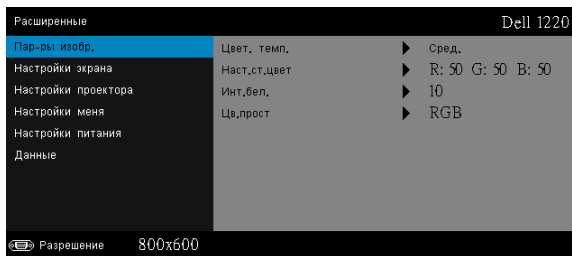 Расширенные Dell 1220
Пар-ры изобр. Цвет. темп. Сред.
Настройки экрана Наст.ст.цвет R: 50 G: 50 B: 50
Настройки проектора Инт.бел. 10
Настройки меня Цв.прост RGB
Настройки питания
Данные
Разрешение 800x600